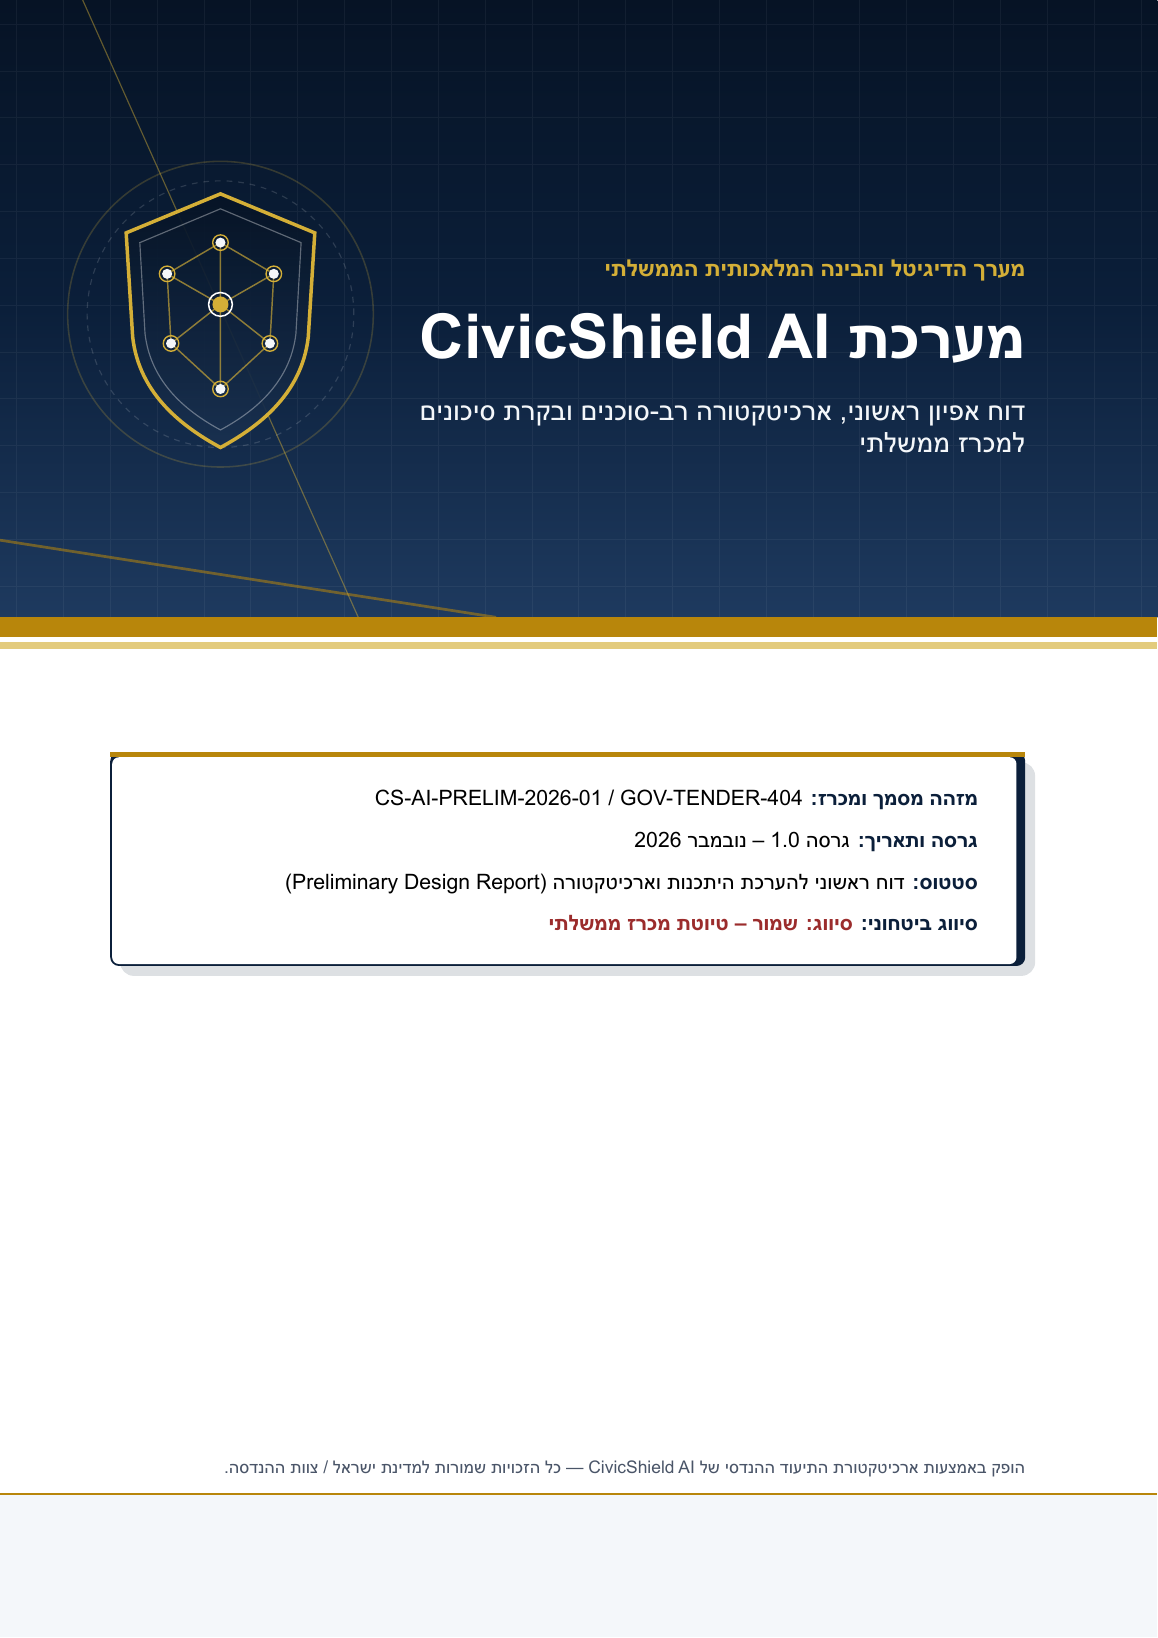 מערך הדיגיטל והבינה המלאכותית הממשלתי
מערכת CivicShield AI
דוח אפיון ראשוני, ארכיטקטורה רב-סוכנים ובקרת סיכונים
למכרז ממשלתי
מזהה מסמך ומכרז: CS-AI-PRELIM-2026-01 / GOV-TENDER-404
גרסה ותאריך: גרסה 1.0 – נובמבר 2026
סטטוס: דוח ראשוני להערכת היתכנות וארכיטקטורה (Preliminary Design Report)
סיווג ביטחוני: סיווג: שמור – טיוטת מכרז ממשלתי
הופק באמצעות ארכיטקטורת התיעוד ההנדסי של CivicShield AI — כל הזכויות שמורות למדינת ישראל / צוות ההנדסה.